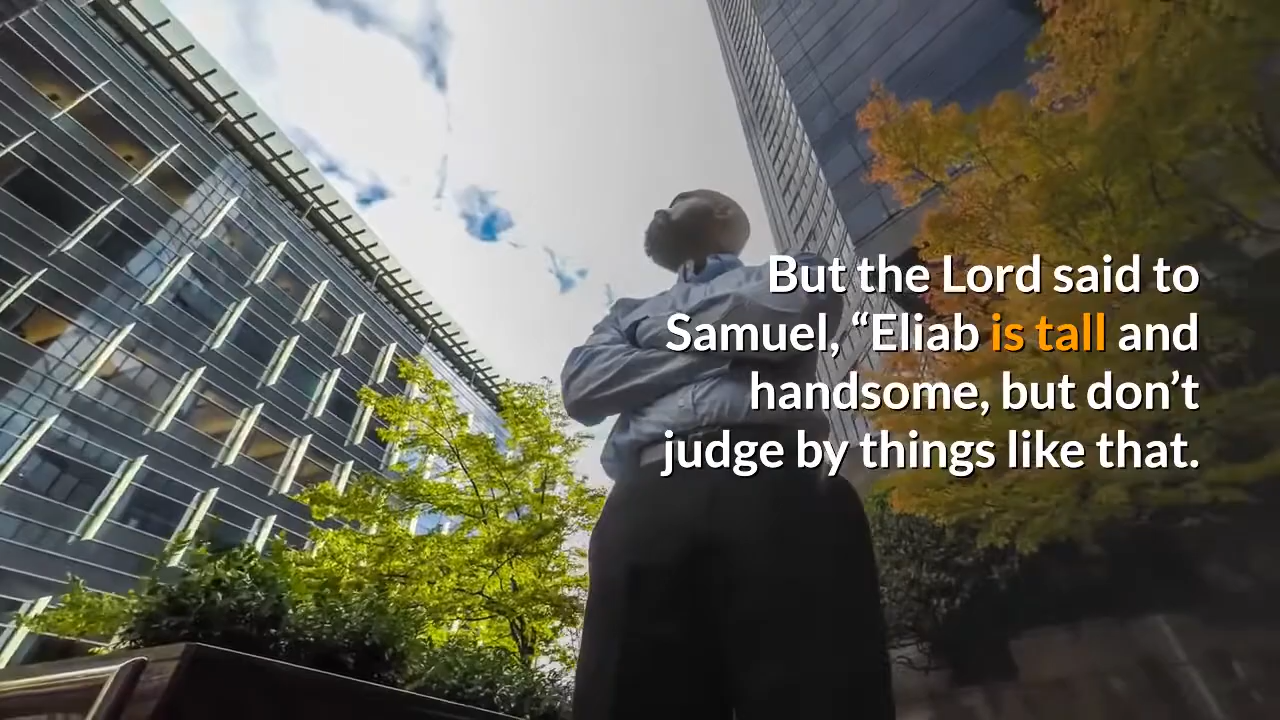 But the Lord said to
Samuel, “Eliab is tall and
handsome, but don’t
judge by things like that.